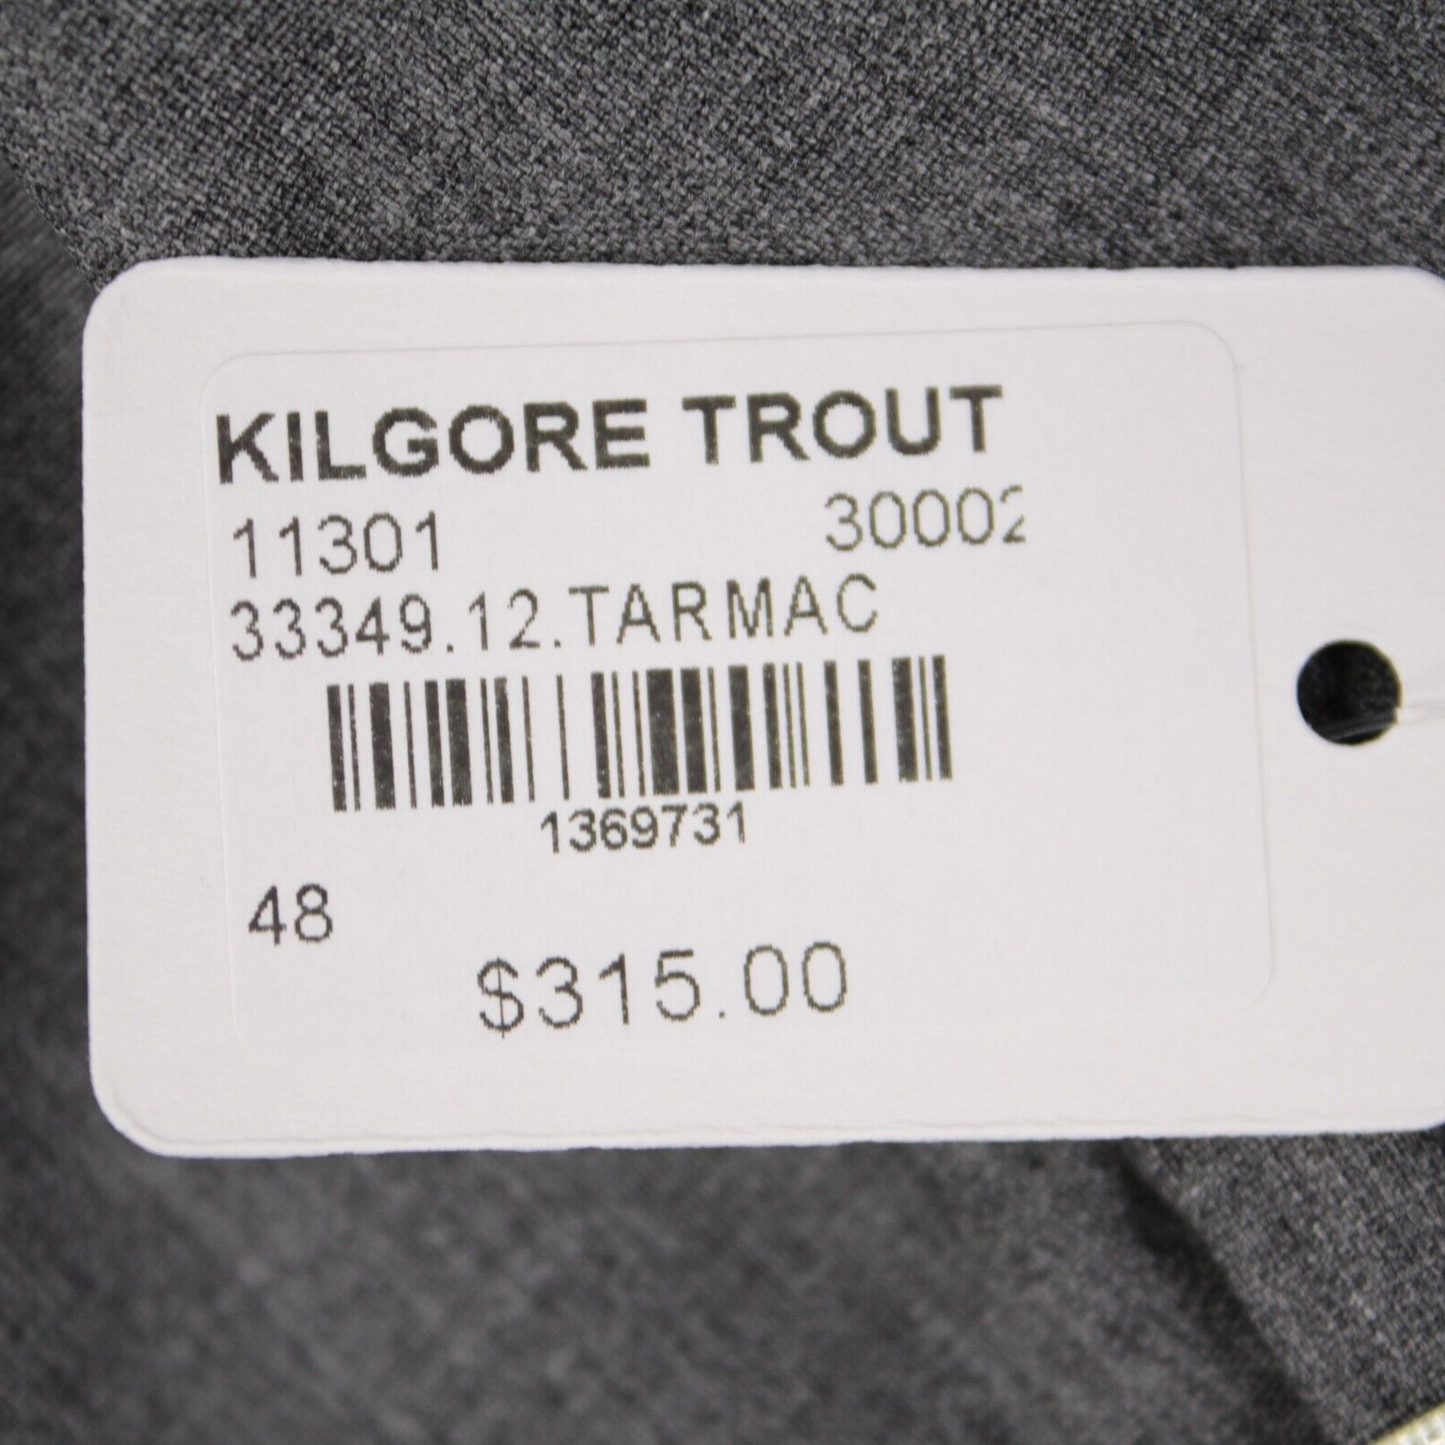 KILGORE TROUT
11301 30002
33349.12.TARMAC
1369731
48
$315.00